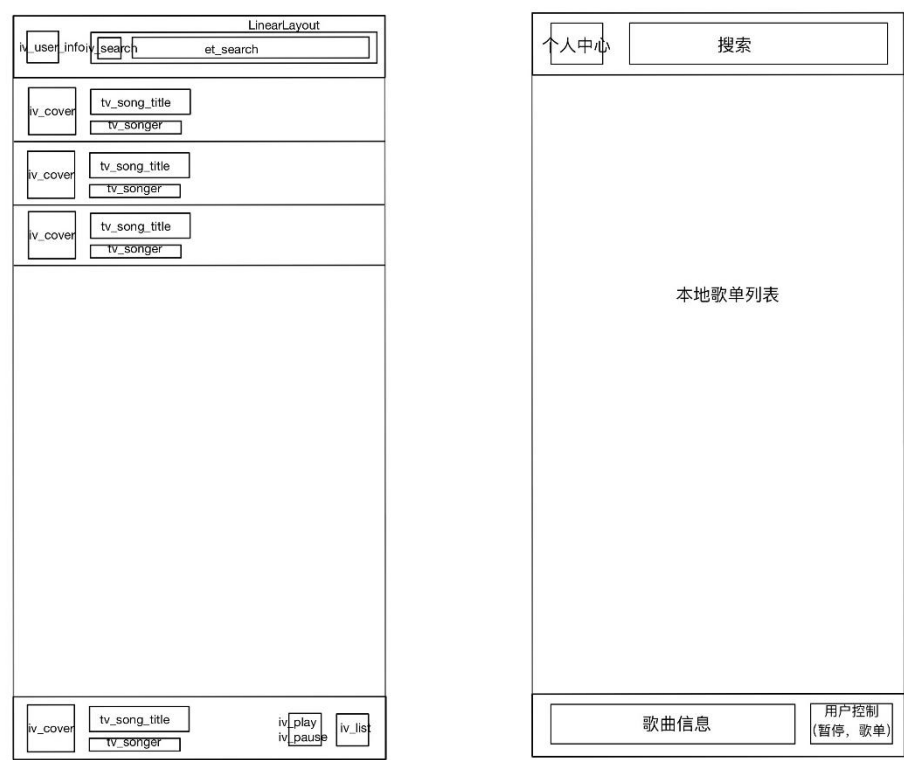 LinearLayout
iv_user_info
iv_search
et_search
iv_cover
tv_song_title
tv_songer
iv_cover
tv_song_title
tv_songer
iv_cover
tv_song_title
tv_songer
iv_cover
tv_song_title
tv_songer
iv_play
iv_pause
iv_list
个人中心
搜索
本地歌单列表
歌曲信息
用户控制
(暂停，歌单)